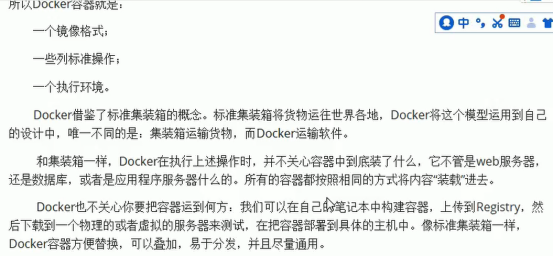 所以Docker容器就是：
中
一个镜像格式；
一些列标准操作；
一个执行环境。
Docker借鉴了标准集装箱的概念。标准集装箱将货物运往世界各地，Docker将这个模型运用到自己
的设计中，唯一不同的是：集装箱运输货物，而Docker运输软件。
和集装箱一样，Docker在执行上述操作时，并不关心容器中到底装了什么，它不管是web服务器，
还是数据库，或者是应用程序服务器什么的。所有的容器都按照相同的方式将内容“装载”进去。
Docker也不关心你要把容器运到何方：我们可以在自己的笔记本中构建容器，上传到Registry，然
后下载到一个物理的或者虚拟的服务器来测试，在把容器部署到具体的主机中。像标准集装箱一样，
Docker容器方便替换，可以叠加，易于分发，并且尽量通用。